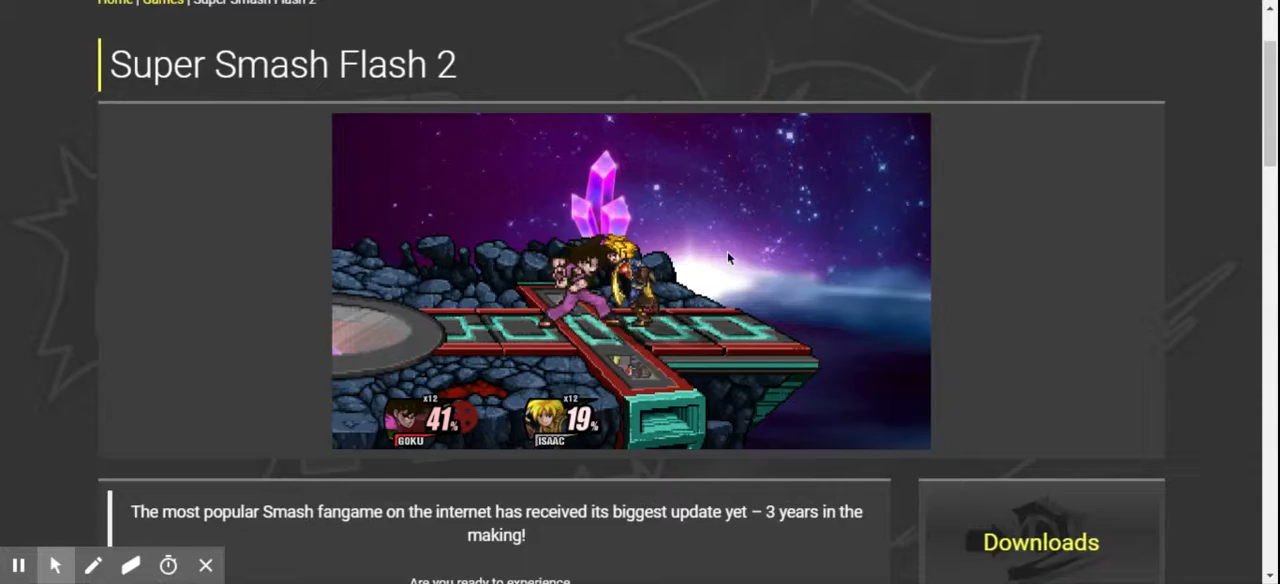 Home | Games | Super Smash Flash 2
Super Smash Flash 2
x12
41%
GOKU
x12
19%
ISAAC
The most popular Smash fangame on the internet has received its biggest update yet – 3 years in the
making!
Downloads
Are you ready to experience